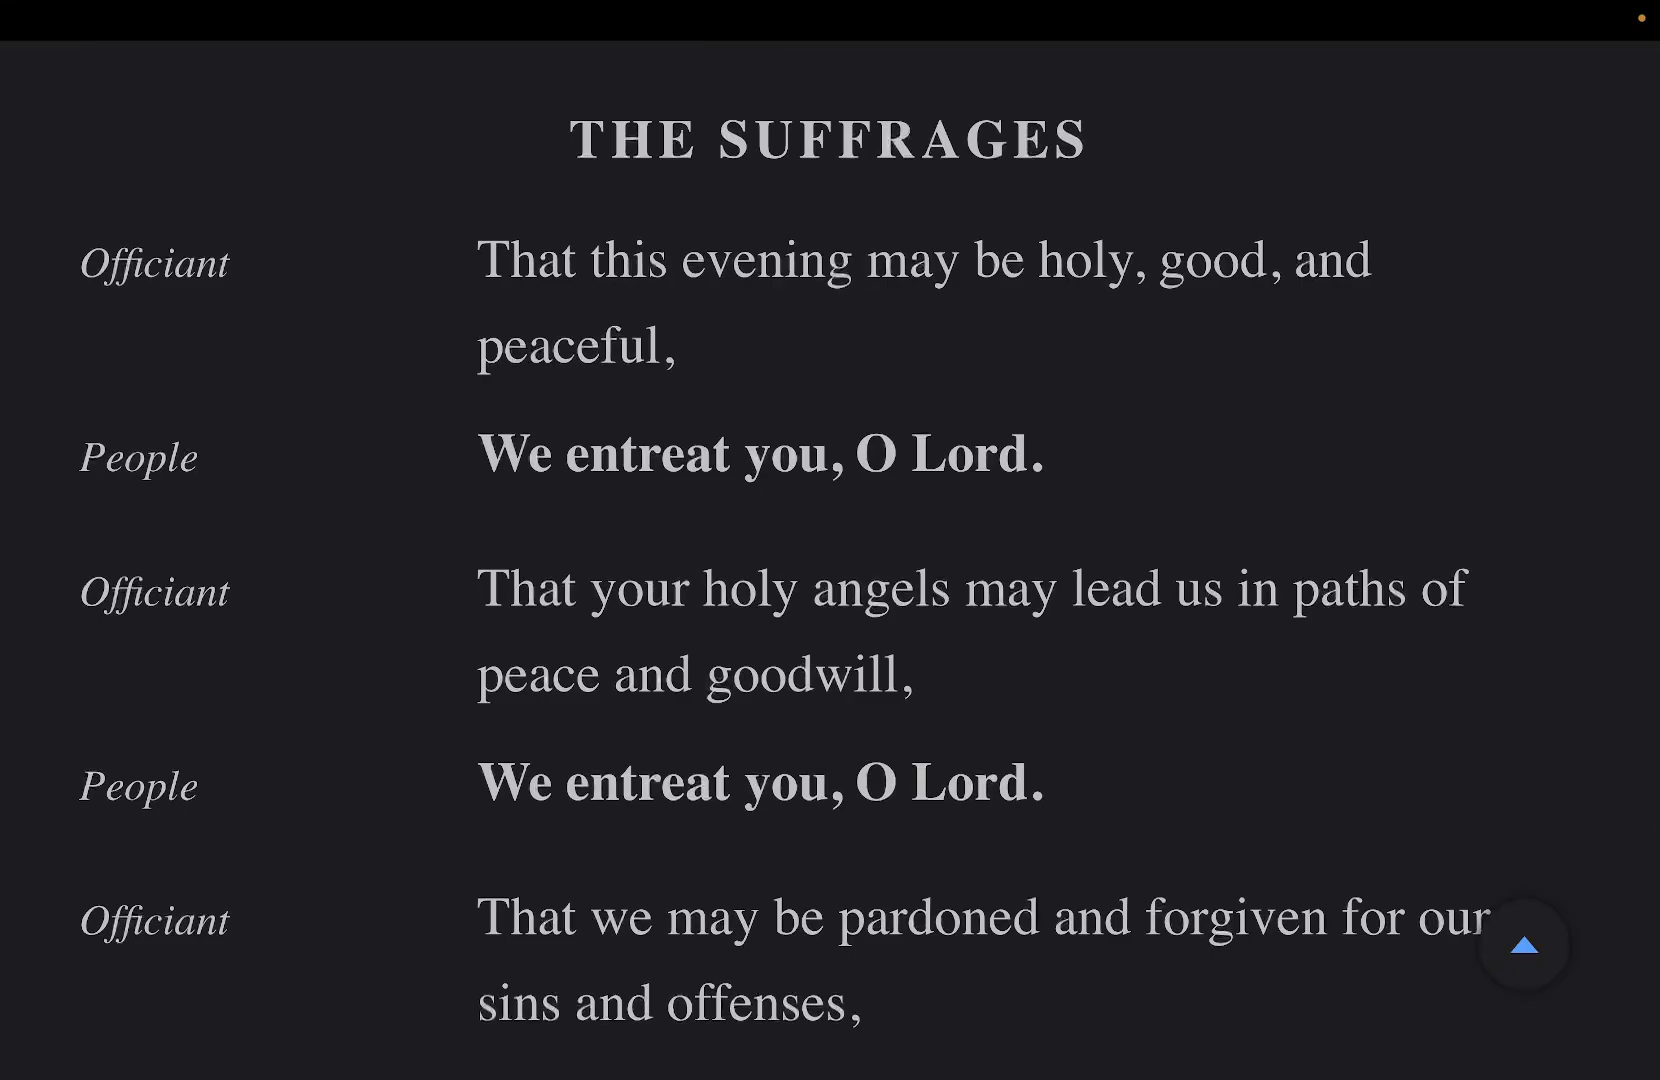 THE SUFFRAGES
Officiant That this evening may be holy, good, and
peaceful,
People We entreat you, O Lord.
Officiant That your holy angels may lead us in paths of
peace and goodwill,
People We entreat you, O Lord.
Officiant That we may be pardoned and forgiven for our
sins and offenses,